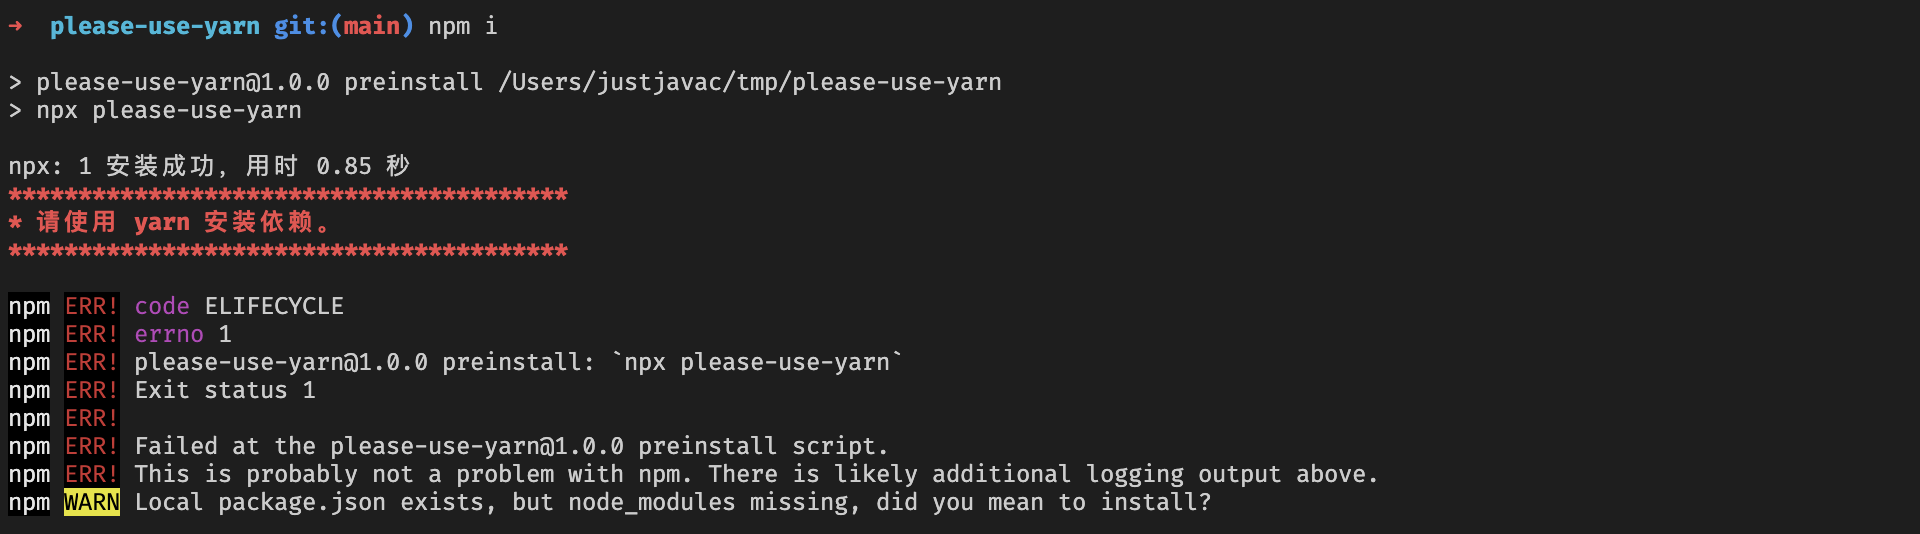 → please-use-yarn git:(main) npm i
> please-use-yarn@1.0.0 preinstall /Users/justjavac/tmp/please-use-yarn
> npx please-use-yarn
npx: 1 安装成功，用时 0.85 秒
****************************************
* 请使用 yarn 安装依赖。
****************************************
npm ERR! code ELIFECYCLE
npm ERR! errno 1
npm ERR! please-use-yarn@1.0.0 preinstall: `npx please-use-yarn`
npm ERR! Exit status 1
npm ERR!
npm ERR! Failed at the please-use-yarn@1.0.0 preinstall script.
npm ERR! This is probably not a problem with npm. There is likely additional logging output above.
npm WARN Local package.json exists, but node_modules missing, did you mean to install?